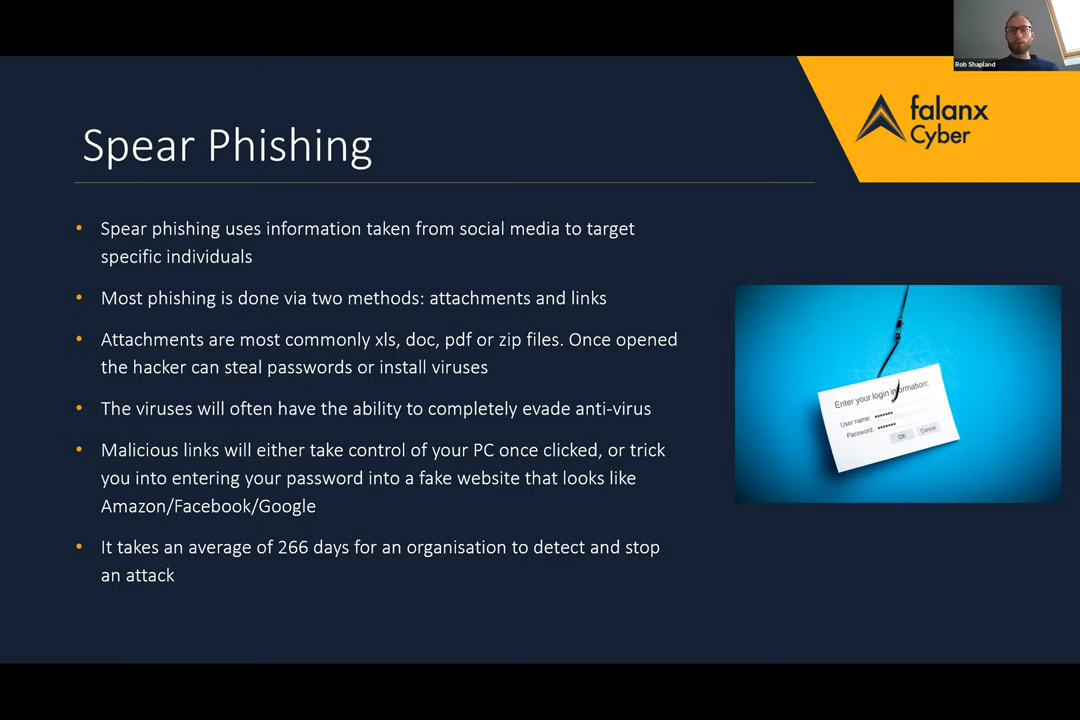 Rob Shapland
falanx
Cyber
Spear Phishing
• Spear phishing uses information taken from social media to target
specific individuals
• Most phishing is done via two methods: attachments and links
• Attachments are most commonly xls, doc, pdf or zip files. Once opened
the hacker can steal passwords or install viruses
• The viruses will often have the ability to completely evade anti-virus
• Malicious links will either take control of your PC once clicked, or trick
you into entering your password into a fake website that looks like
Amazon/Facebook/Google
• It takes an average of 266 days for an organisation to detect and stop
an attack
Enter your login information:
User name: •••••••
Password: •••••••
OK Cancel